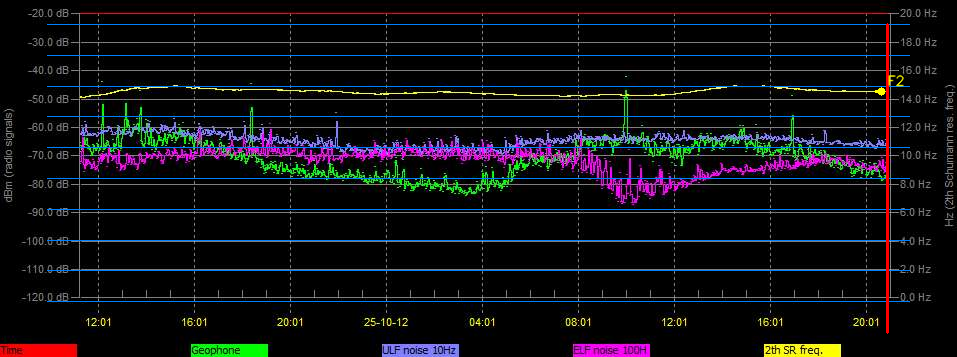 -20.0 dB 20.0 Hz
-30.0 dB 18.0 Hz
-40.0 dB 16.0 Hz
F2
-50.0 dB 14.0 Hz
-60.0 dB 12.0 Hz
-70.0 dB 10.0 Hz
-80.0 dB 8.0 Hz
-90.0 dB 6.0 Hz
-100.0 dB 4.0 Hz
-110.0 dB 2.0 Hz
-120.0 dB 0.0 Hz
dBm (radio signals)
Hz (2th Schumann res. freq.)
12:01 16:01 20:01 25-10-12 04:01 08:01 12:01 16:01 20:01
Time Geophone ULF noise 10Hz ELF noise 100H 2th SR freq.